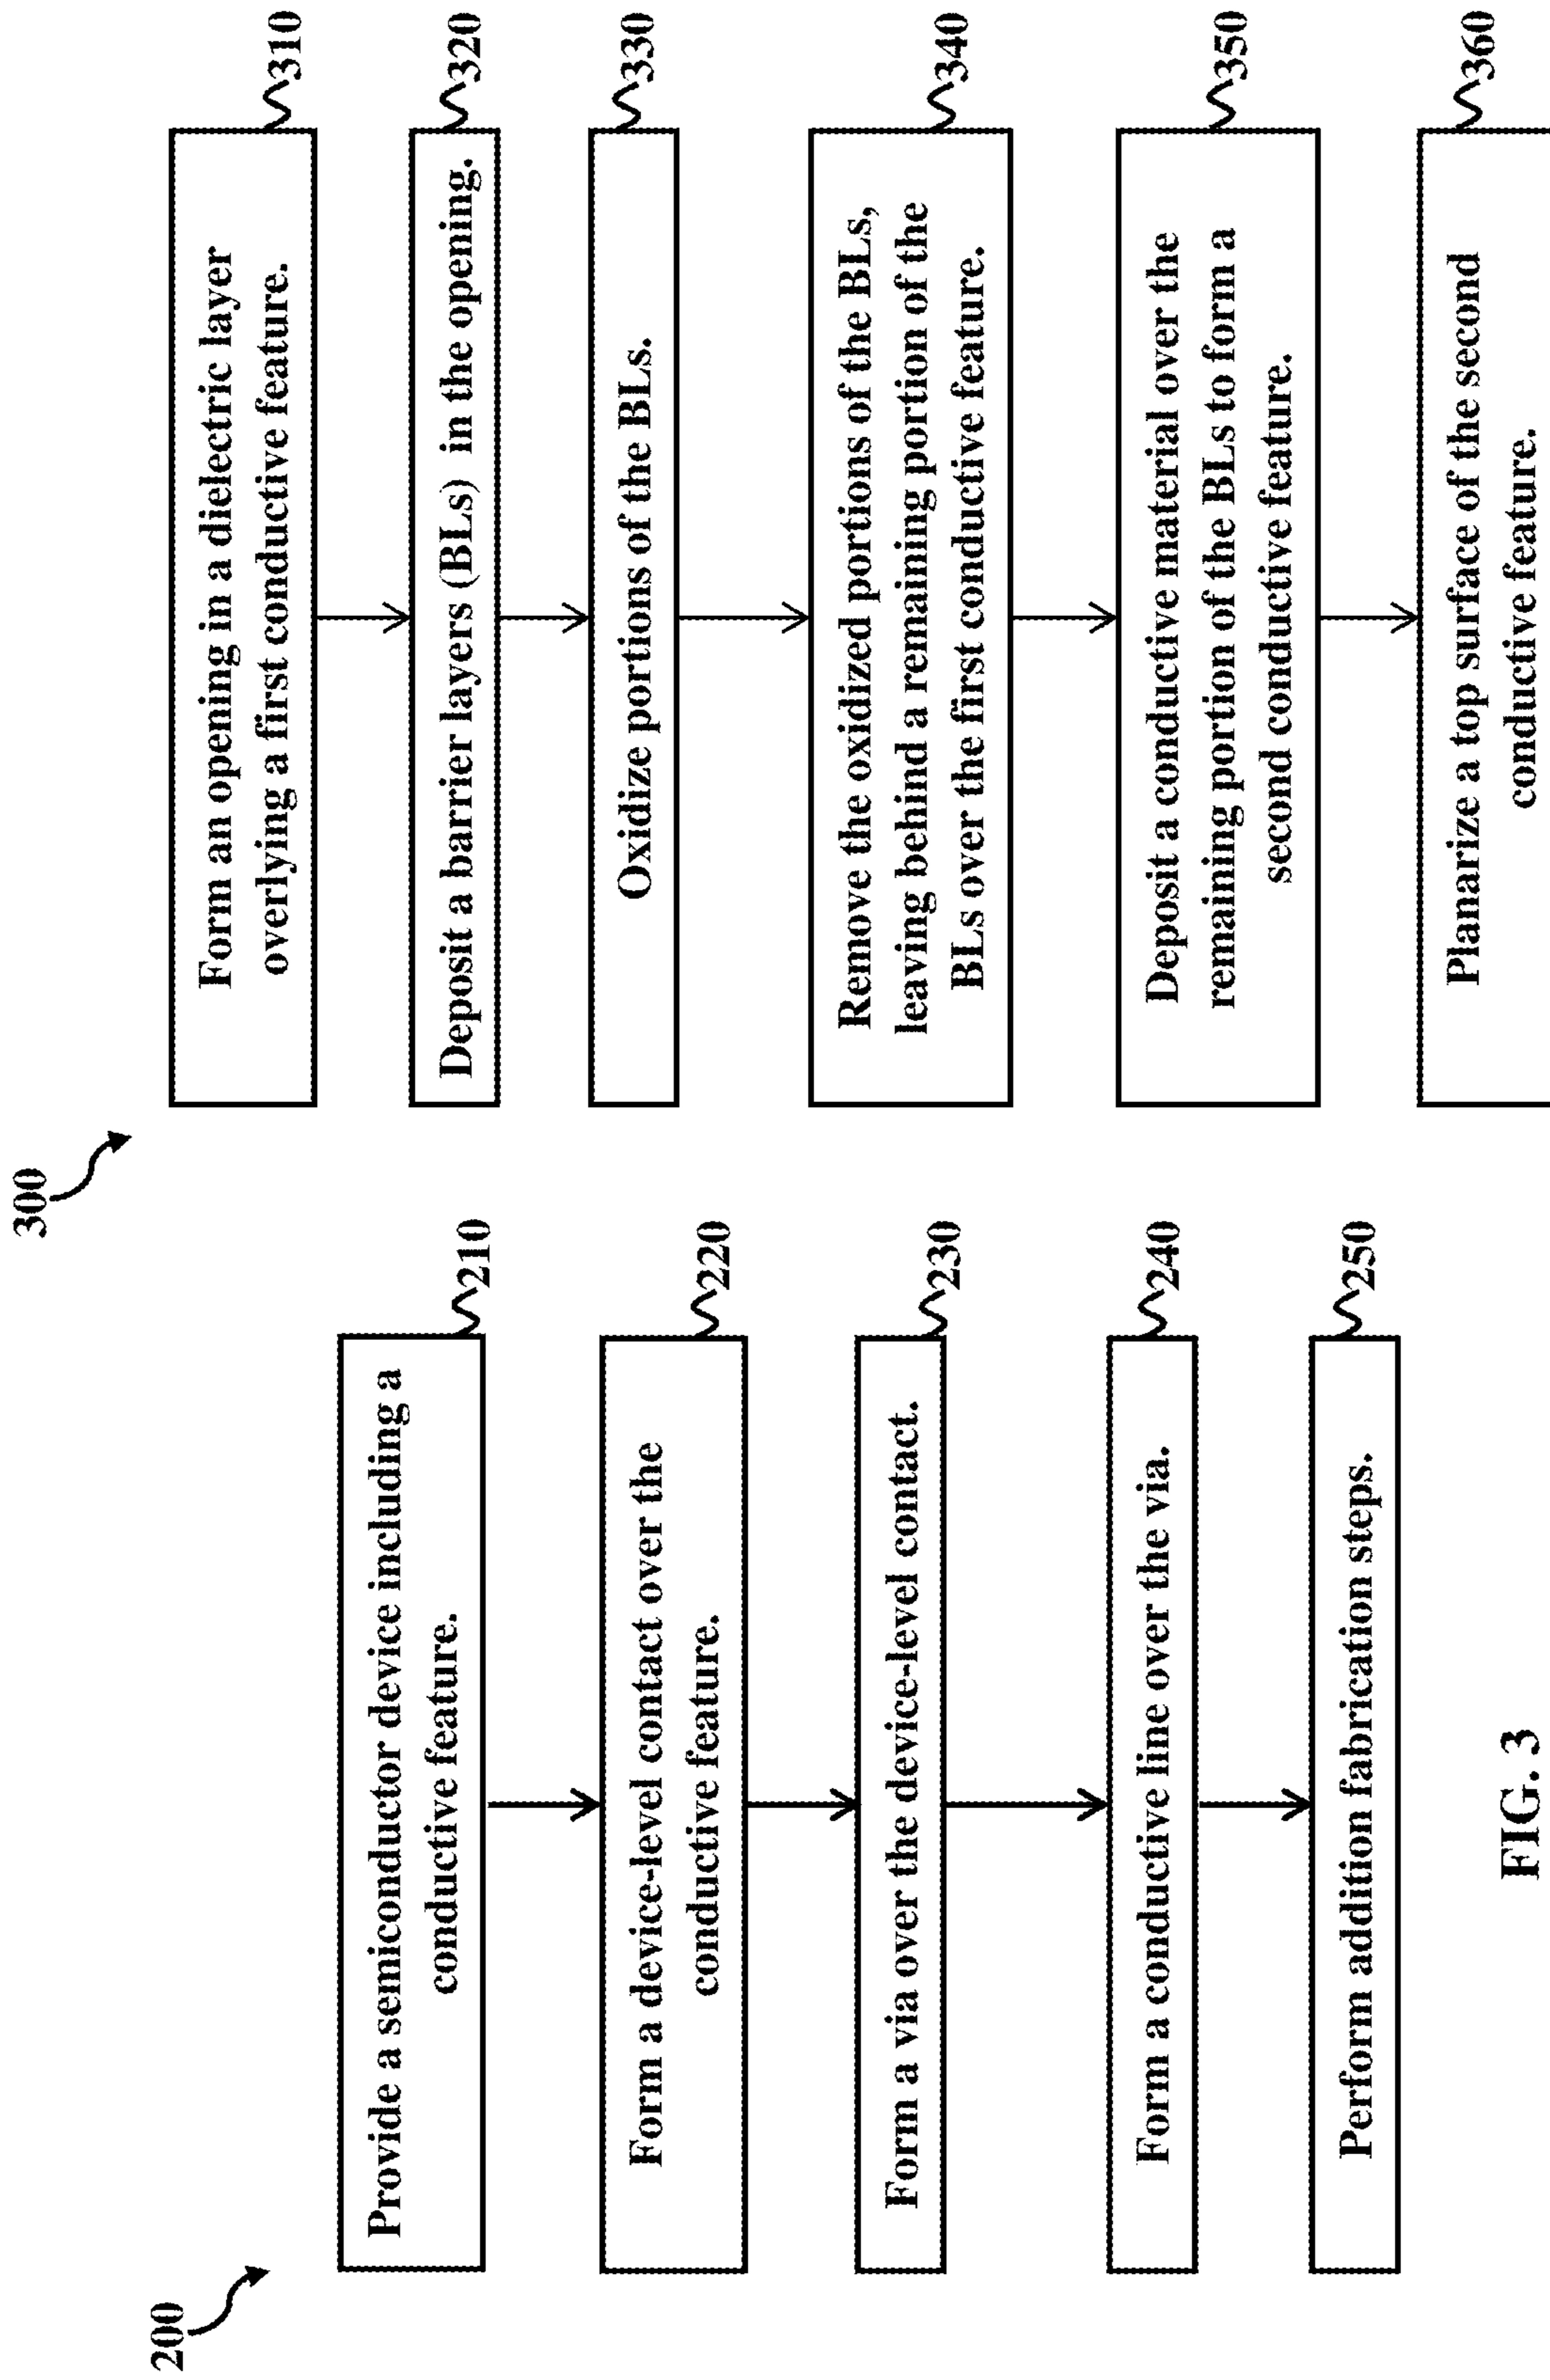 200
Provide a semiconductor device including a
conductive feature.
210
Form a device-level contact over the
conductive feature.
220
Form a via over the device-level contact.
230
Form a conductive line over the via.
240
Perform addition fabrication steps.
250
FIG. 3
300
Form an opening in a dielectric layer
overlying a first conductive feature.
310
Deposit a barrier layers (BLs) in the opening.
320
Oxidize portions of the BLs.
330
Remove the oxidized portions of the BLs,
leaving behind a remaining portion of the
BLs over the first conductive feature.
340
Deposit a conductive material over the
remaining portion of the BLs to form a
second conductive feature.
350
Planarize a top surface of the second
conductive feature.
360